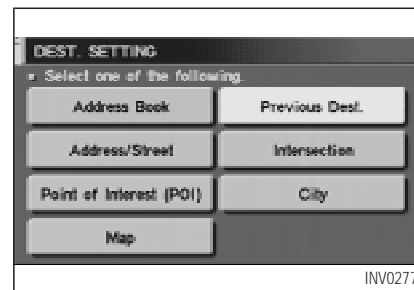 DEST. SETTING
Select one of the following.
Address Book
Previous Dest.
Address/Street
Intersection
Point of Interest (POI)
City
Map
INV0277